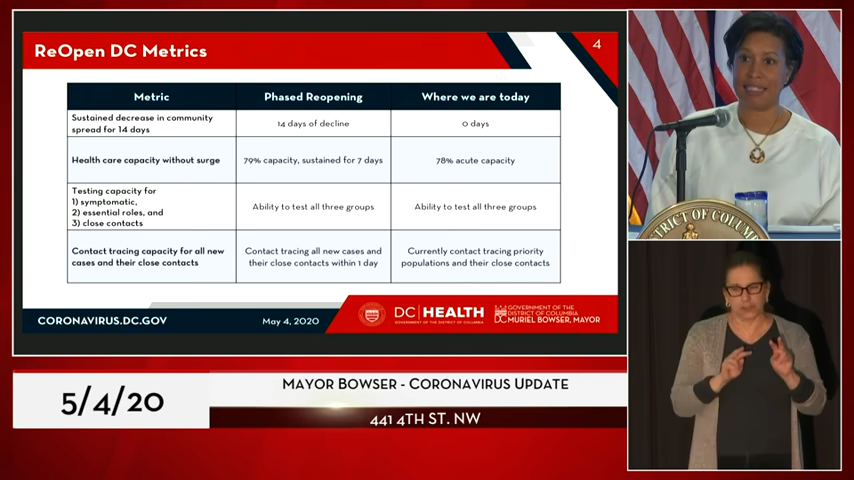 ReOpen DC Metrics
4
Metric
Phased Reopening
Where we are today
Sustained decrease in community
spread for 14 days
14 days of decline
0 days
Health care capacity without surge
79% capacity, sustained for 7 days
78% acute capacity
Testing capacity for
1) symptomatic,
2) essential roles, and
3) close contacts
Ability to test all three groups
Ability to test all three groups
Contact tracing capacity for all new
cases and their close contacts
Contact tracing all new cases and
their close contacts within 1 day
Currently contact tracing priority
populations and their close contacts
CORONAVIRUS.DC.GOV
May 4, 2020
DC HEALTH
GOVERNMENT OF THE DISTRICT OF COLUMBIA
GOVERNMENT OF THE
DISTRICT OF COLUMBIA
DC MURIEL BOWSER, MAYOR
5/4/20
MAYOR BOWSER - CORONAVIRUS UPDATE
441 4TH ST. NW